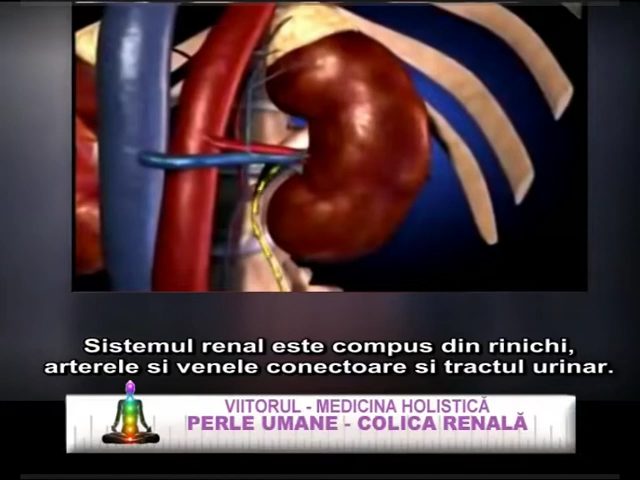 Sistemul renal este compus din rinichi,
arterele si venele conectoare si tractul urinar.
VIITORUL - MEDICINA HOLISTICĂ
PERLE UMANE - COLICA RENALĂ